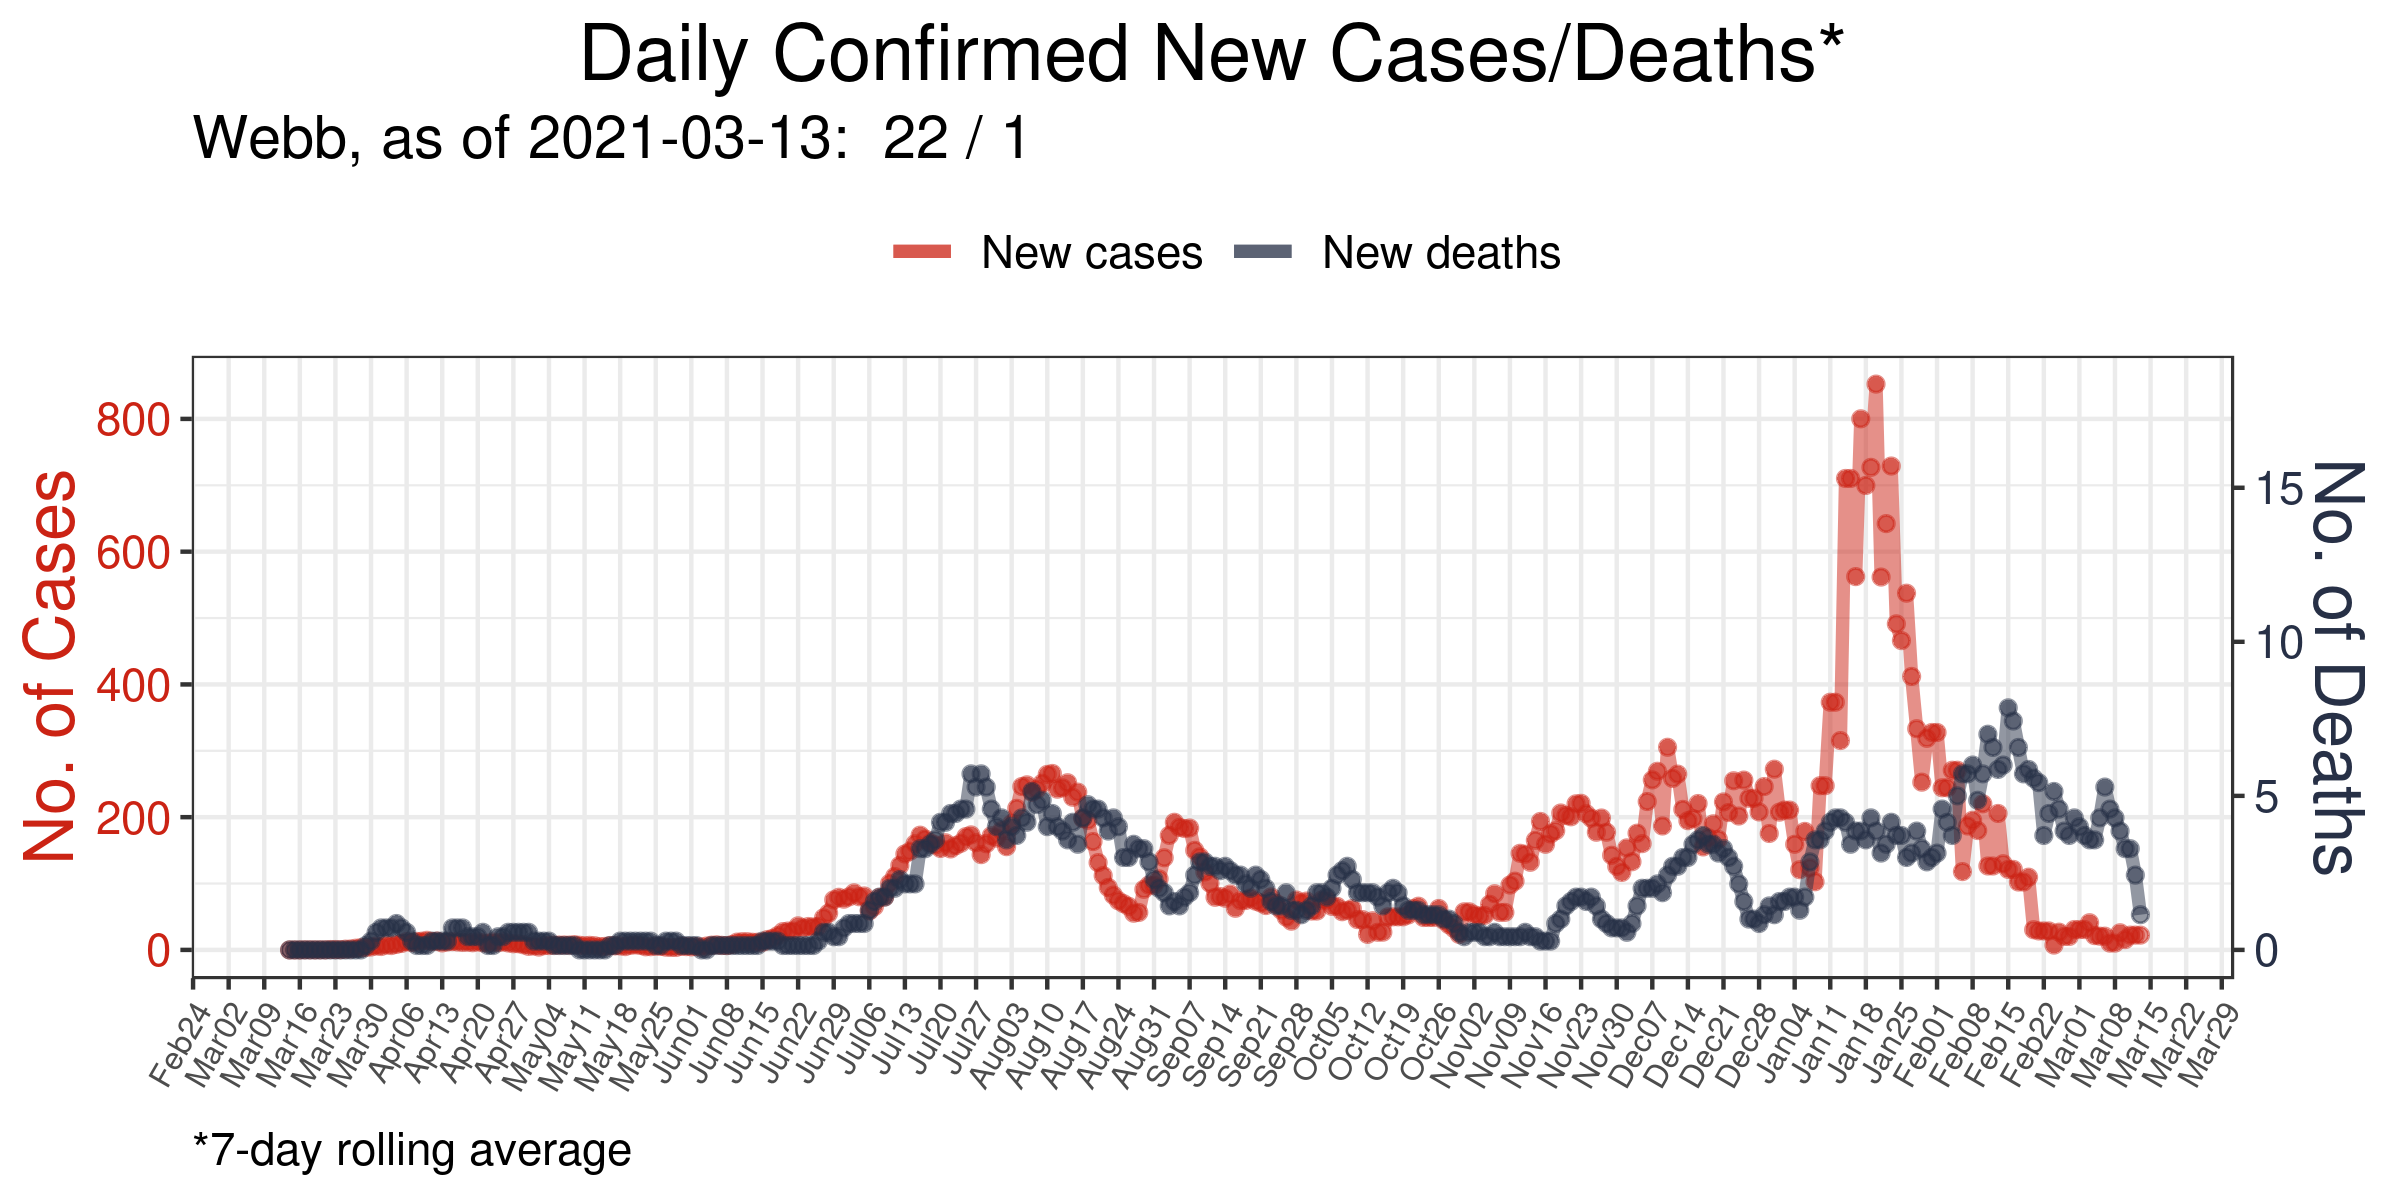 Daily Confirmed New Cases/Deaths*
Webb, as of 2021-03-13:  22 / 1
New cases
New deaths
No. of Cases
800
600
400
200
0
15
10
5
0
No. of Deaths
Feb24
Mar02
Mar09
Mar16
Mar23
Mar30
Apr06
Apr13
Apr20
Apr27
May04
May11
May18
May25
Jun01
Jun08
Jun15
Jun22
Jun29
Jul06
Jul13
Jul20
Jul27
Aug03
Aug10
Aug17
Aug24
Aug31
Sep07
Sep14
Sep21
Sep28
Oct05
Oct12
Oct19
Oct26
Nov02
Nov09
Nov16
Nov23
Nov30
Dec07
Dec14
Dec21
Dec28
Jan04
Jan11
Jan18
Jan25
Feb01
Feb08
Feb15
Feb22
Mar01
Mar08
Mar15
Mar22
Mar29
*7-day rolling average